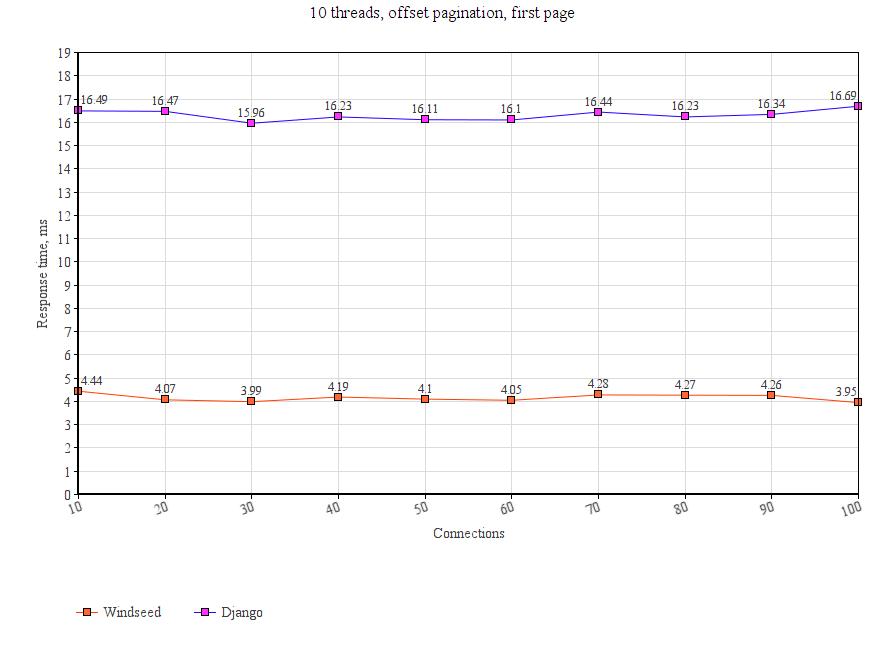 10 threads, offset pagination, first page
19
18
17
16
15
14
13
12
11
10
9
8
7
6
5
4
3
2
1
0
Response time, ms
16.49 16.47 15.96 16.23 16.11 16.1 16.44 16.23 16.34 16.69
4.44 4.07 3.99 4.19 4.1 4.05 4.28 4.27 4.26 3.95
10 20 30 40 50 60 70 80 90 100
Connections
Windseed Django